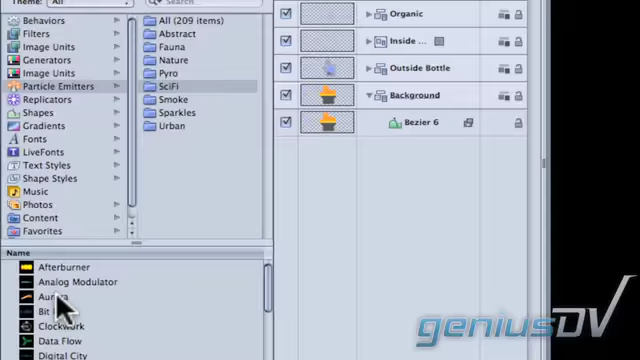 Theme: All
Search
Behaviors
Filters
Image Units
Generators
Image Units
Particle Emitters
Replicators
Shapes
Gradients
Fonts
LiveFonts
Text Styles
Shape Styles
Music
Photos
Content
Favorites
All (209 items)
Abstract
Fauna
Nature
Pyro
SciFi
Smoke
Sparkles
Urban
Name
Afterburner
Analog Modulator
Bit
Clockwork
Data Flow
Digital City
Organic
Inside ...
Outside Bottle
Background
Bezier 6
geniusDV